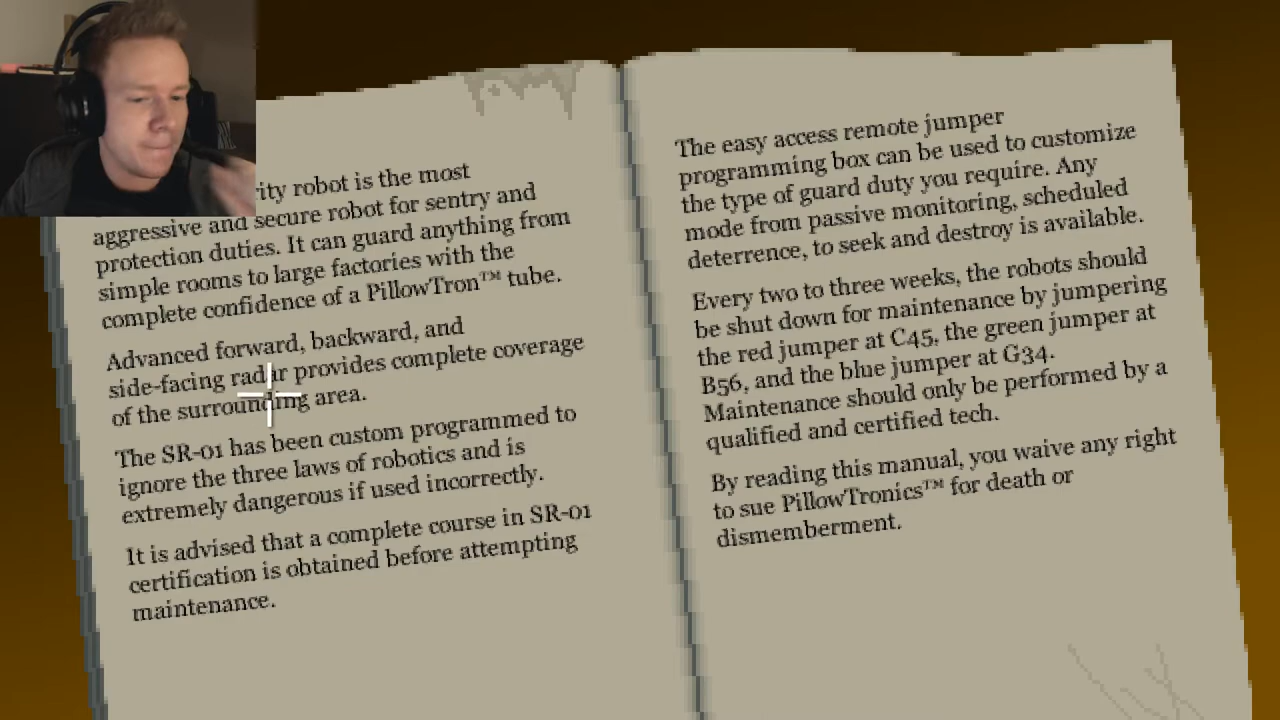 rity robot is the most
aggressive and secure robot for sentry and
protection duties. It can guard anything from
simple rooms to large factories with the
complete confidence of a PillowTron™ tube.
Advanced forward, backward, and
side-facing radar provides complete coverage
of the surrounding area.
The SR-01 has been custom programmed to
ignore the three laws of robotics and is
extremely dangerous if used incorrectly.
It is advised that a complete course in SR-01
certification is obtained before attempting
maintenance.
The easy access remote jumper
programming box can be used to customize
the type of guard duty you require. Any
mode from passive monitoring, scheduled
deterrence, to seek and destroy is available.
Every two to three weeks, the robots should
be shut down for maintenance by jumpering
the red jumper at C45, the green jumper at
B56, and the blue jumper at G34.
Maintenance should only be performed by a
qualified and certified tech.
By reading this manual, you waive any right
to sue PillowTronics™ for death or
dismemberment.